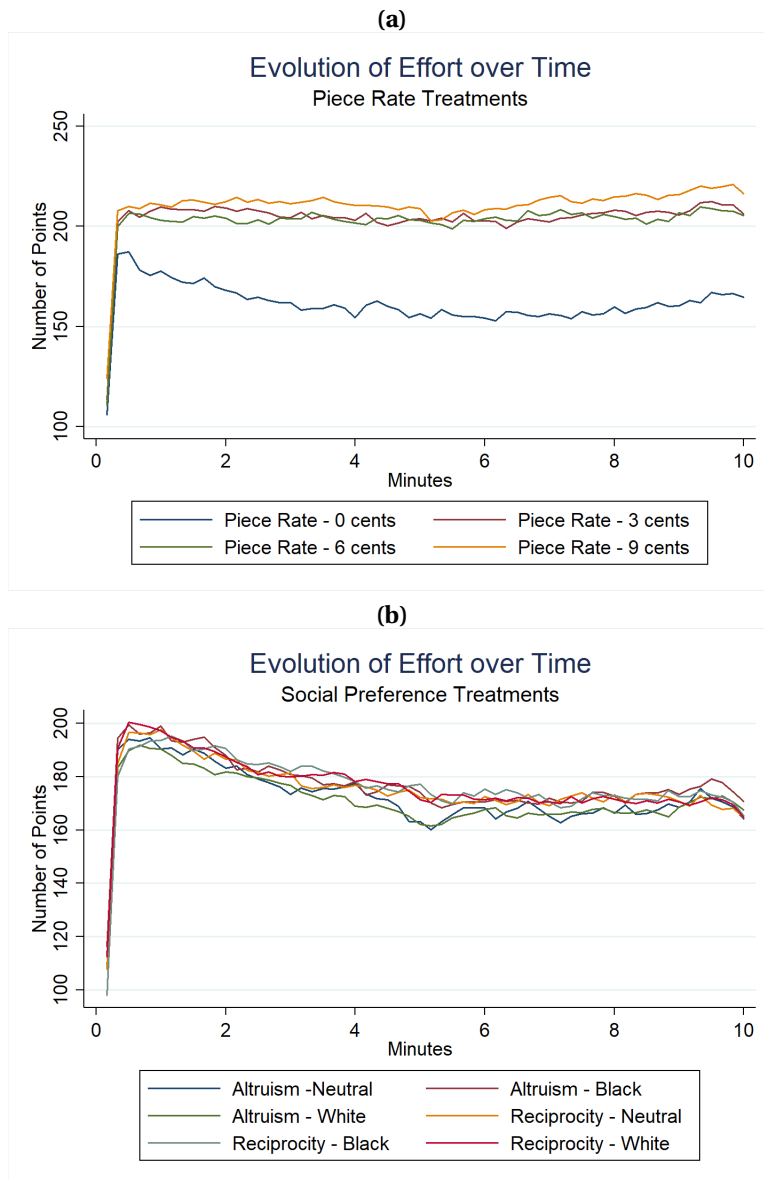 (a)
Evolution of Effort over Time
Piece Rate Treatments
Number of Points
250
200
150
100
0 2 4 6 8 10
Minutes
Piece Rate - 0 cents Piece Rate - 3 cents
Piece Rate - 6 cents Piece Rate - 9 cents
(b)
Evolution of Effort over Time
Social Preference Treatments
Number of Points
200
180
160
140
120
100
0 2 4 6 8 10
Minutes
Altruism -Neutral Altruism - Black
Altruism - White Reciprocity - Neutral
Reciprocity - Black Reciprocity - White